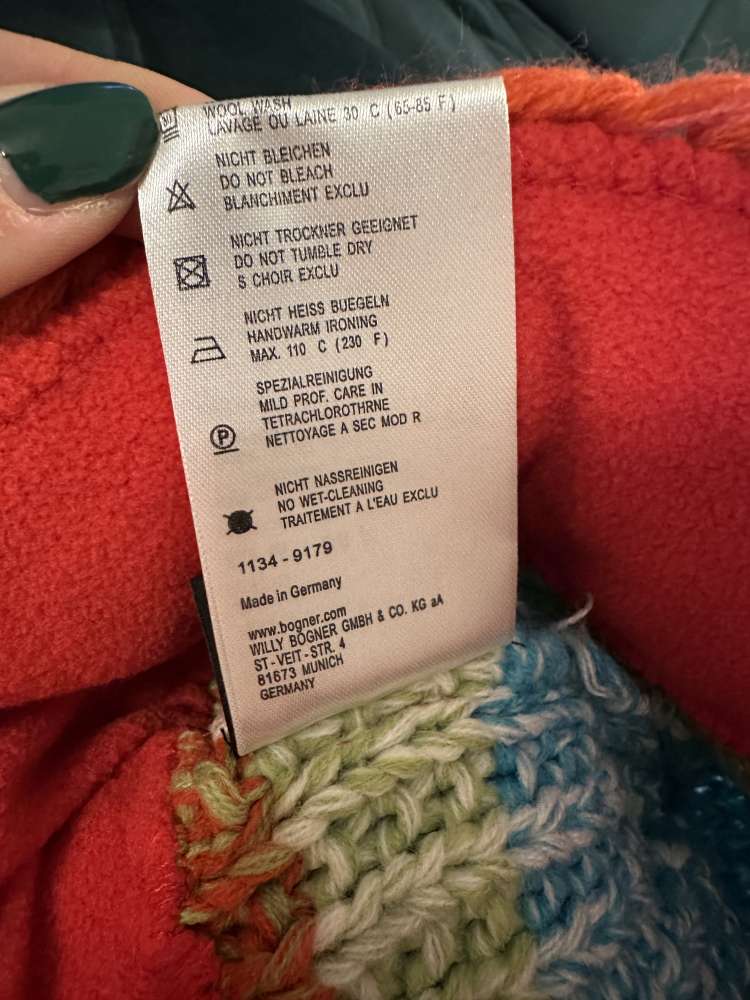 WOOL WASH
LAVAGE OU LAINE 30 C (65-85 F)
NICHT BLEICHEN
DO NOT BLEACH
BLANCHIMENT EXCLU
NICHT TROCKNER GEEIGNET
DO NOT TUMBLE DRY
S CHOIR EXCLU
NICHT HEISS BUEGELN
HANDWARM IRONING
MAX. 110 C (230 F)
SPEZIALREINIGUNG
MILD PROF. CARE IN
TETRACHLOROTHRNE
NETTOYAGE A SEC MOD R
P
NICHT NASSREINIGEN
NO WET-CLEANING
TRAITEMENT A L'EAU EXCLU
1134 - 9179
Made in Germany
www.bogner.com
WILLY BOGNER GMBH & CO. KG aA
ST - VEIT - STR. 4
81673 MUNICH
GERMANY